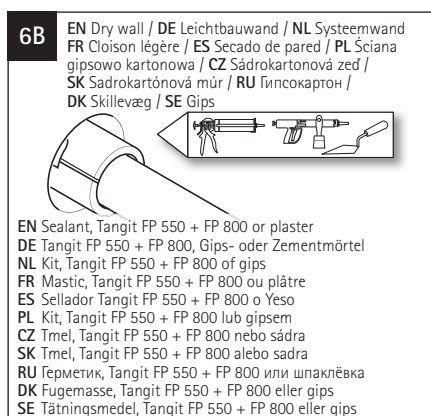 6B
EN Dry wall / DE Leichtbauwand / NL Systeemwand
FR Cloison légère / ES Secado de pared / PL Ściana
gipsowo kartonowa / CZ Sádrokartonová zeď /
SK Sadrokartónová múr / RU Гипсокартон /
DK Skillevæg / SE Gips
EN Sealant, Tangit FP 550 + FP 800 or plaster
DE Tangit FP 550 + FP 800, Gips- oder Zementmörtel
NL Kit, Tangit FP 550 + FP 800 of gips
FR Mastic, Tangit FP 550 + FP 800 ou plâtre
ES Sellador Tangit FP 550 + FP 800 o Yeso
PL Kit, Tangit FP 550 + FP 800 lub gipsem
CZ Tmel, Tangit FP 550 + FP 800 nebo sádra
SK Tmel, Tangit FP 550 + FP 800 alebo sadra
RU Герметик, Tangit FP 550 + FP 800 или шпаклёвка
DK Fugemasse, Tangit FP 550 + FP 800 eller gips
SE Tätningsmedel, Tangit FP 550 + FP 800 eller gips